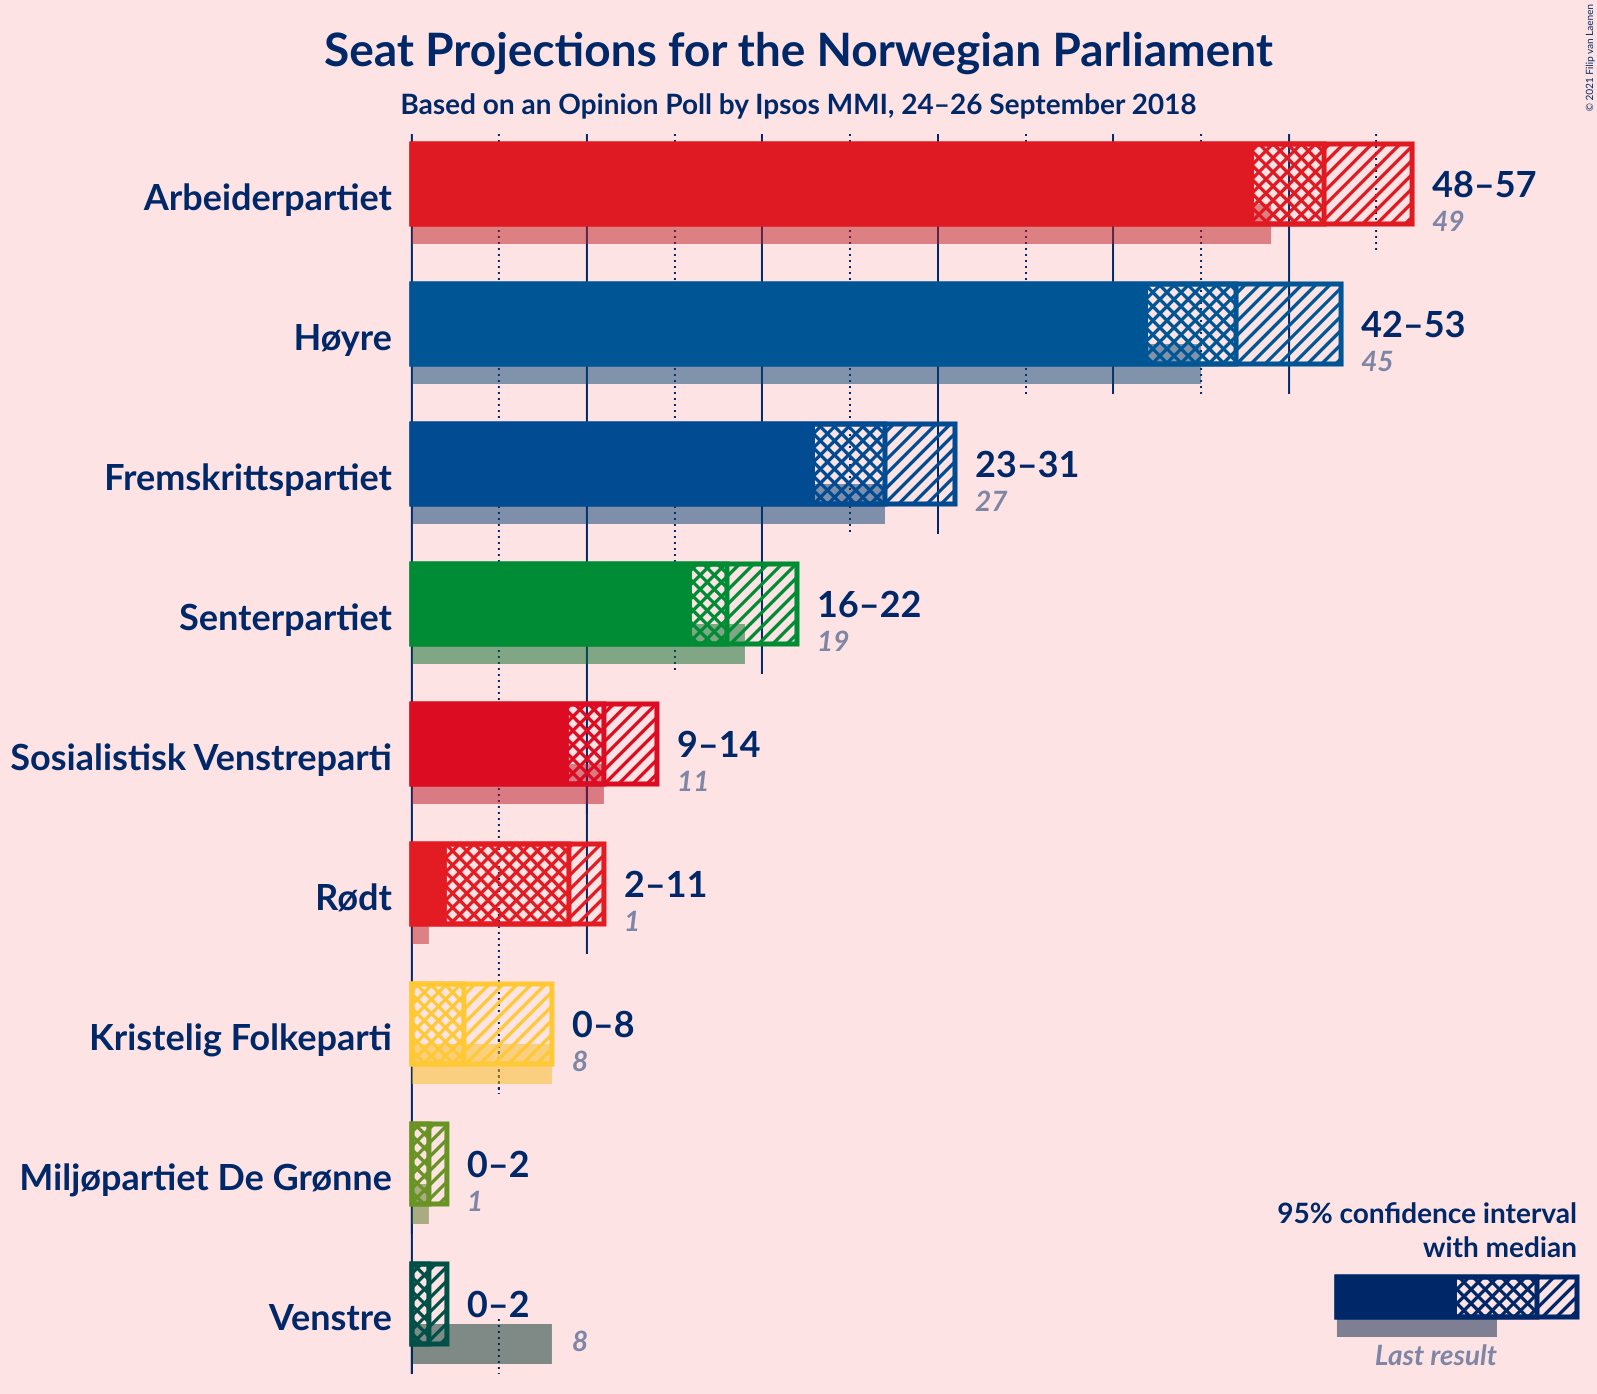 Seat Projections for the Norwegian Parliament
Based on an Opinion Poll by Ipsos MMI, 24–26 September 2018
© 2021 Filip van Laenen
Arbeiderpartiet
48–57
49
Høyre
42–53
45
Fremskrittspartiet
23–31
27
Senterpartiet
16–22
19
Sosialistisk Venstreparti
9–14
11
Rødt
2–11
1
Kristelig Folkeparti
0–8
8
Miljøpartiet De Grønne
0–2
1
Venstre
0–2
8
95% confidence interval
with median
Last result